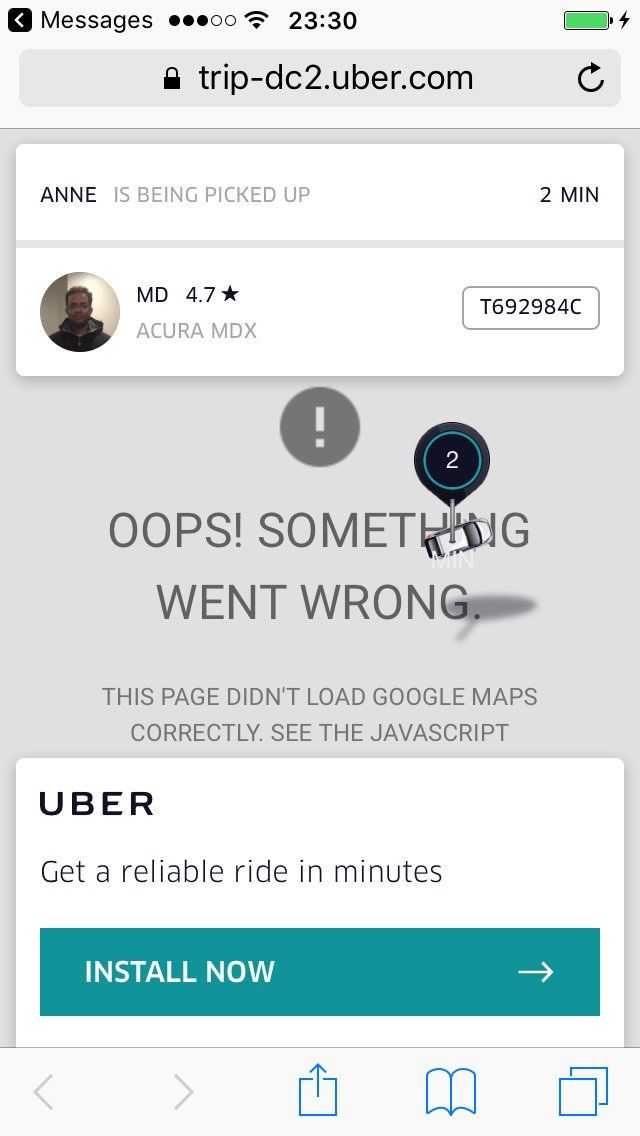 Messages 23:30
trip-dc2.uber.com
ANNE IS BEING PICKED UP 2 MIN
MD 4.7★ T692984C
ACURA MDX
2
MIN
OOPS! SOMETHING
WENT WRONG.
THIS PAGE DIDN'T LOAD GOOGLE MAPS
CORRECTLY. SEE THE JAVASCRIPT
UBER
Get a reliable ride in minutes
INSTALL NOW →